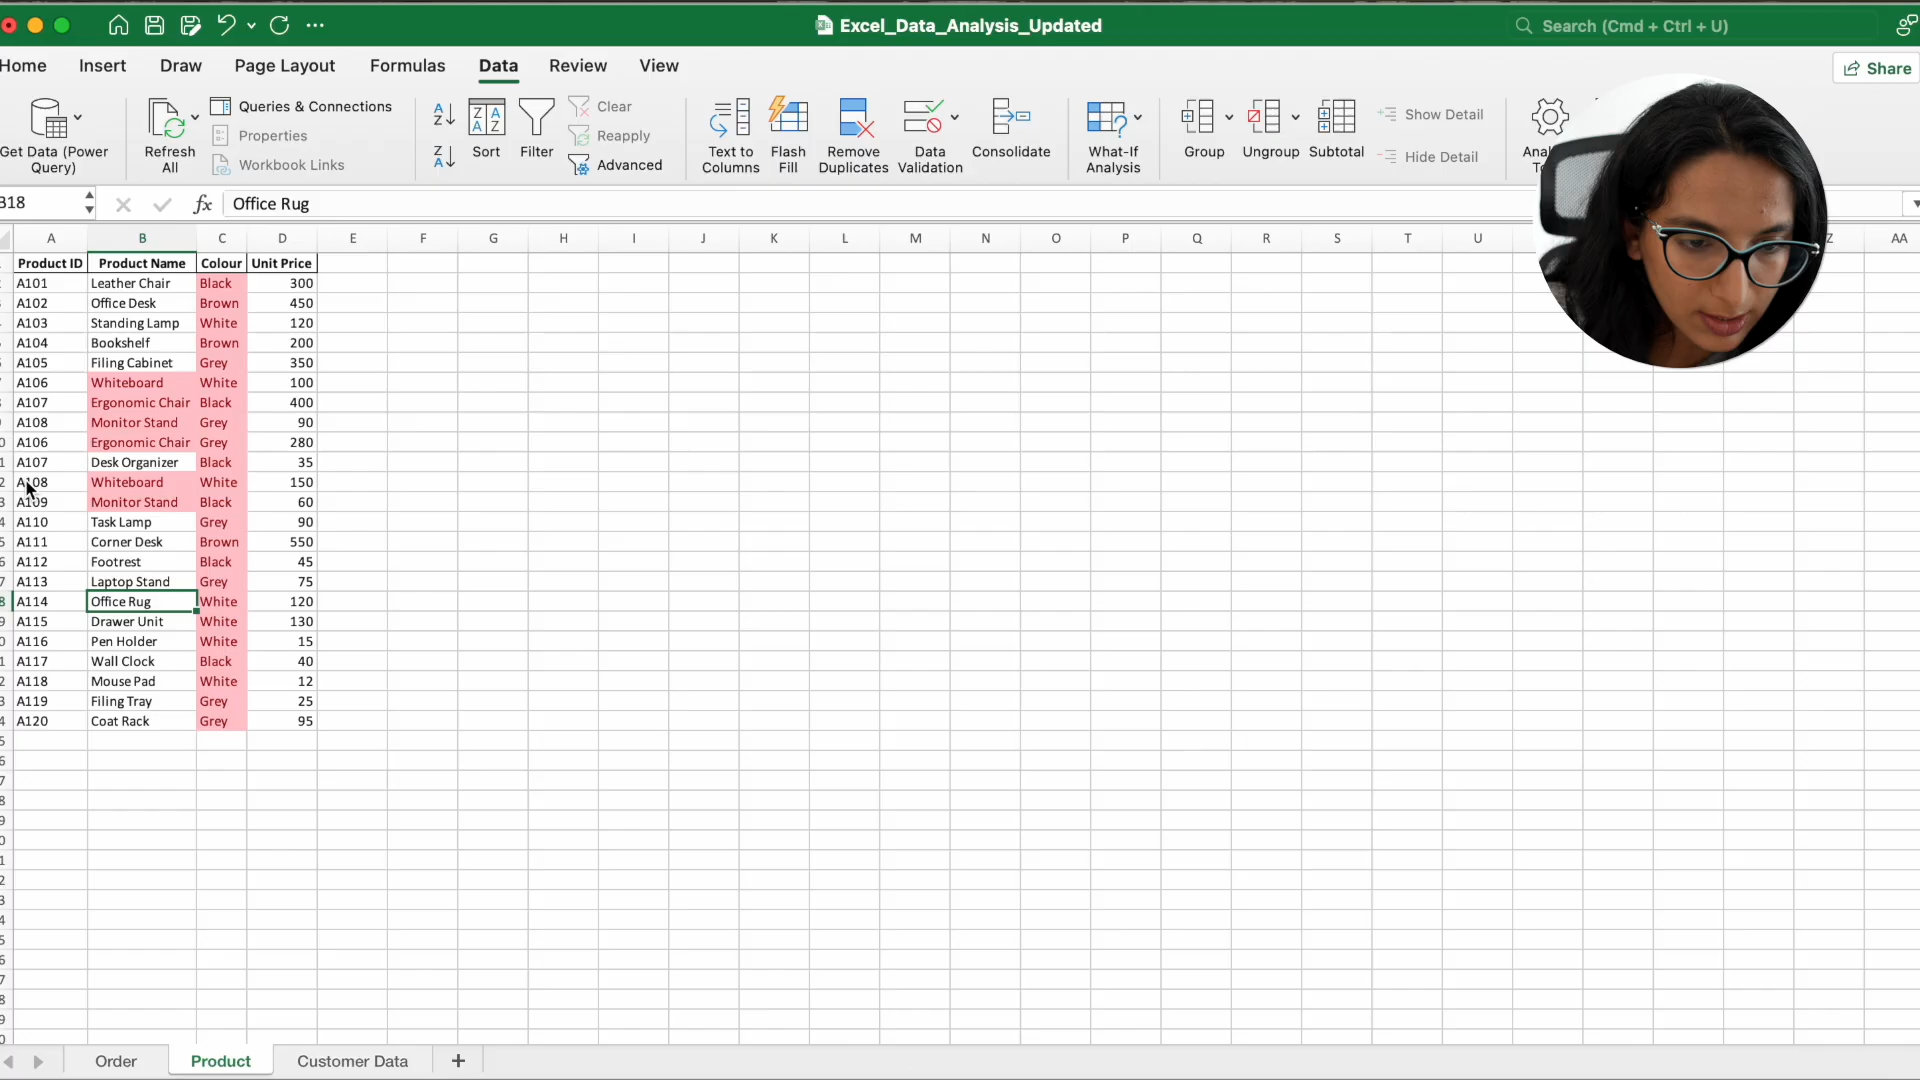 Excel_Data_Analysis_Updated
Search (Cmd + Ctrl + U)
Home Insert Draw Page Layout Formulas Data Review View
Share
Get Data (Power Query)
Refresh All
Queries & Connections
Properties
Workbook Links
Sort
Filter
Clear
Reapply
Advanced
Text to Columns
Flash Fill
Remove Duplicates
Data Validation
Consolidate
What-If Analysis
Group
Ungroup
Subtotal
Show Detail
Hide Detail
B18 fx Office Rug
A B C D E F G H I J K L M N O P Q R S T U Z AA
Product ID Product Name Colour Unit Price
A101 Leather Chair Black 300
A102 Office Desk Brown 450
A103 Standing Lamp White 120
A104 Bookshelf Brown 200
A105 Filing Cabinet Grey 350
A106 Whiteboard White 100
A107 Ergonomic Chair Black 400
A108 Monitor Stand Grey 90
A106 Ergonomic Chair Grey 280
A107 Desk Organizer Black 35
A108 Whiteboard White 150
A109 Monitor Stand Black 60
A110 Task Lamp Grey 90
A111 Corner Desk Brown 550
A112 Footrest Black 45
A113 Laptop Stand Grey 75
A114 Office Rug White 120
A115 Drawer Unit White 130
A116 Pen Holder White 15
A117 Wall Clock Black 40
A118 Mouse Pad White 12
A119 Filing Tray Grey 25
A120 Coat Rack Grey 95
Order Product Customer Data +